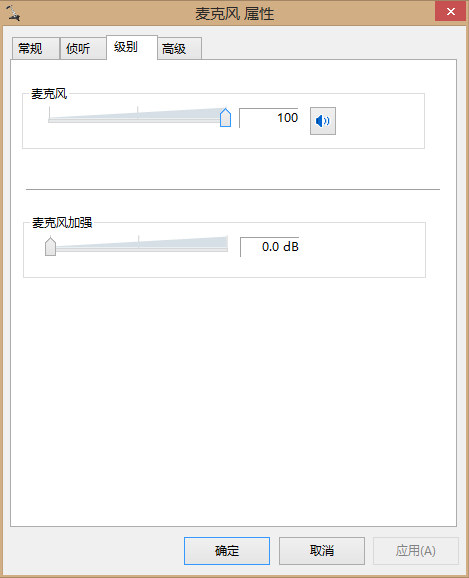 麦克风 属性
常规 侦听 级别 高级
麦克风
100
麦克风加强
0.0 dB
确定 取消 应用(A)